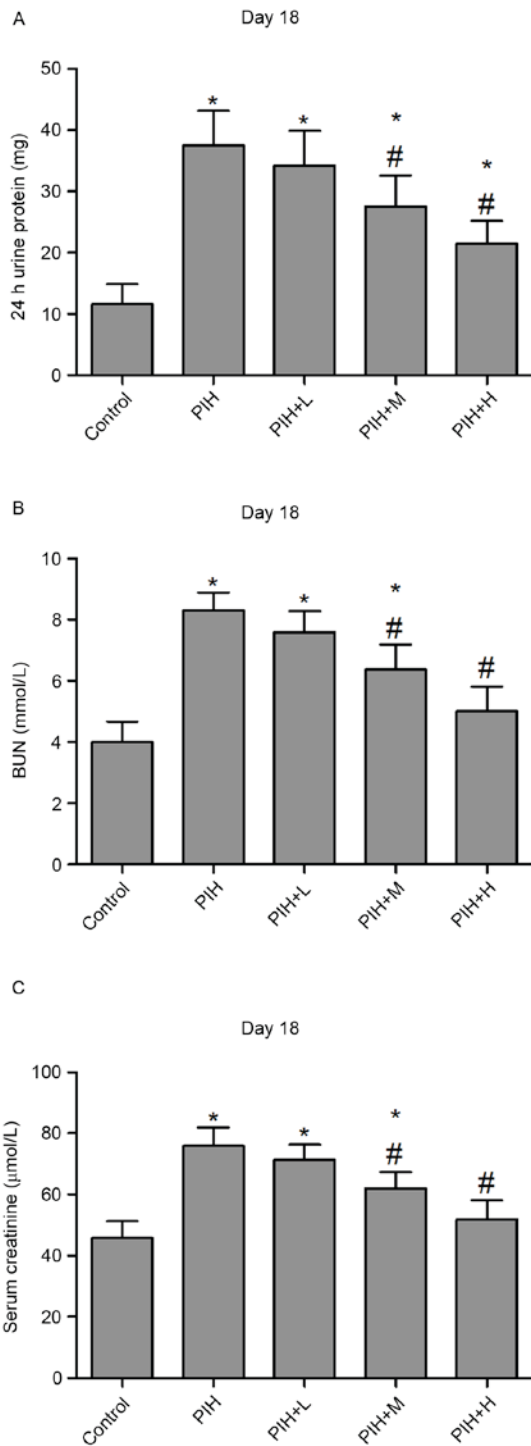 A
Day 18
24 h urine protein (mg)
50
40
30
20
10
0
*
*
*
#
*
#
Control
PIH
PIH+L
PIH+M
PIH+H
B
Day 18
BUN (mmol/L)
10
8
6
4
2
0
*
*
*
#
#
Control
PIH
PIH+L
PIH+M
PIH+H
C
Day 18
Serum creatinine (μmol/L)
100
80
60
40
20
0
*
*
*
#
#
Control
PIH
PIH+L
PIH+M
PIH+H